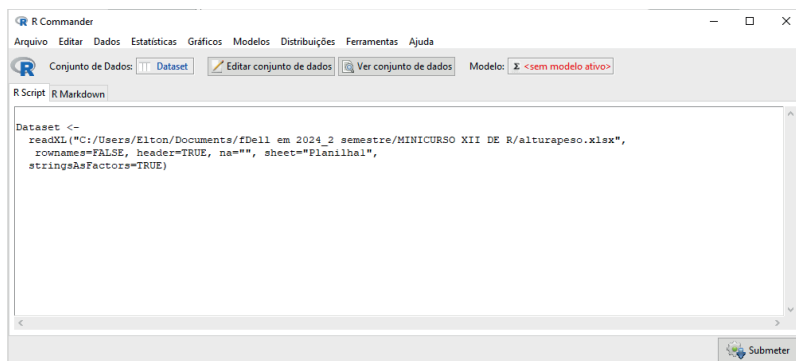 R Commander
Arquivo Editar Dados Estatísticas Gráficos Modelos Distribuições Ferramentas Ajuda
R Conjunto de Dados: Dataset Editar conjunto de dados Ver conjunto de dados Modelo: Σ <sem modelo ativo>
R Script R Markdown
Dataset <-
readXL("C:/Users/Elton/Documents/fDell em 2024_2 semestre/MINICURSO XII DE R/alturapeso.xlsx",
rownames=FALSE, header=TRUE, na="", sheet="Planilha1",
stringsAsFactors=TRUE)
Submeter